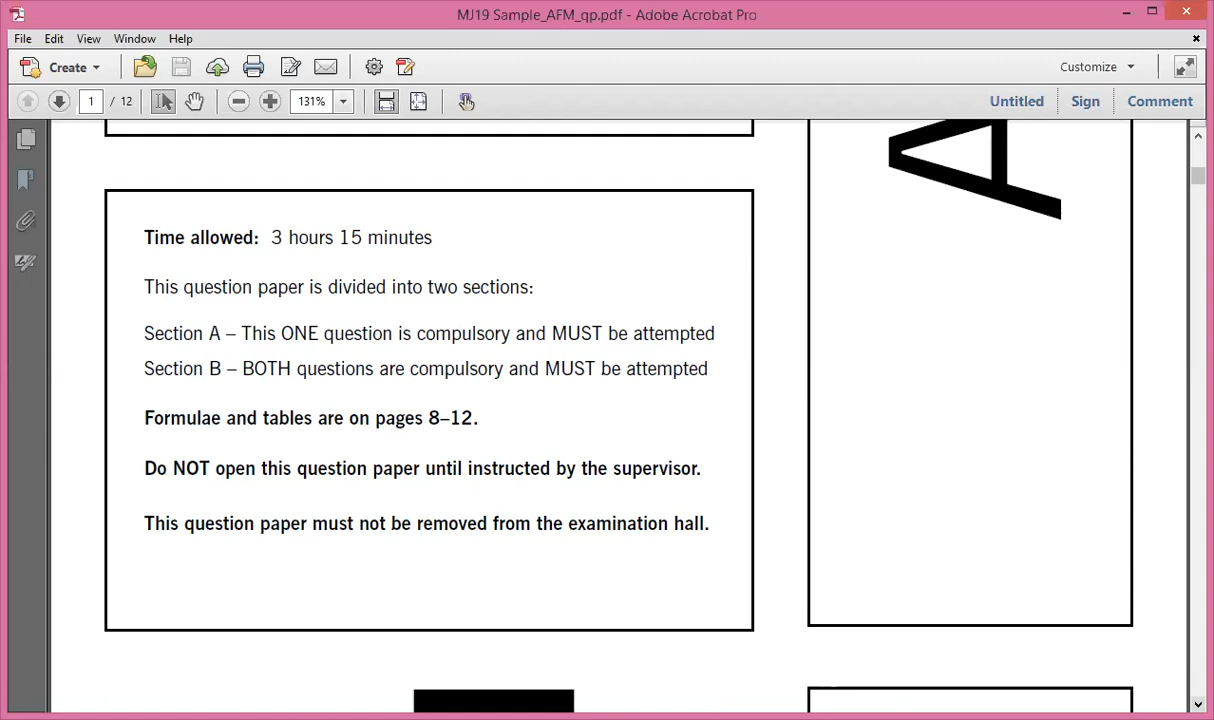 MJ19 Sample_AFM_qp.pdf - Adobe Acrobat Pro
File Edit View Window Help
Create Customize
1 / 12 131% Untitled Sign Comment
A
Time allowed: 3 hours 15 minutes
This question paper is divided into two sections:
Section A – This ONE question is compulsory and MUST be attempted
Section B – BOTH questions are compulsory and MUST be attempted
Formulae and tables are on pages 8–12.
Do NOT open this question paper until instructed by the supervisor.
This question paper must not be removed from the examination hall.